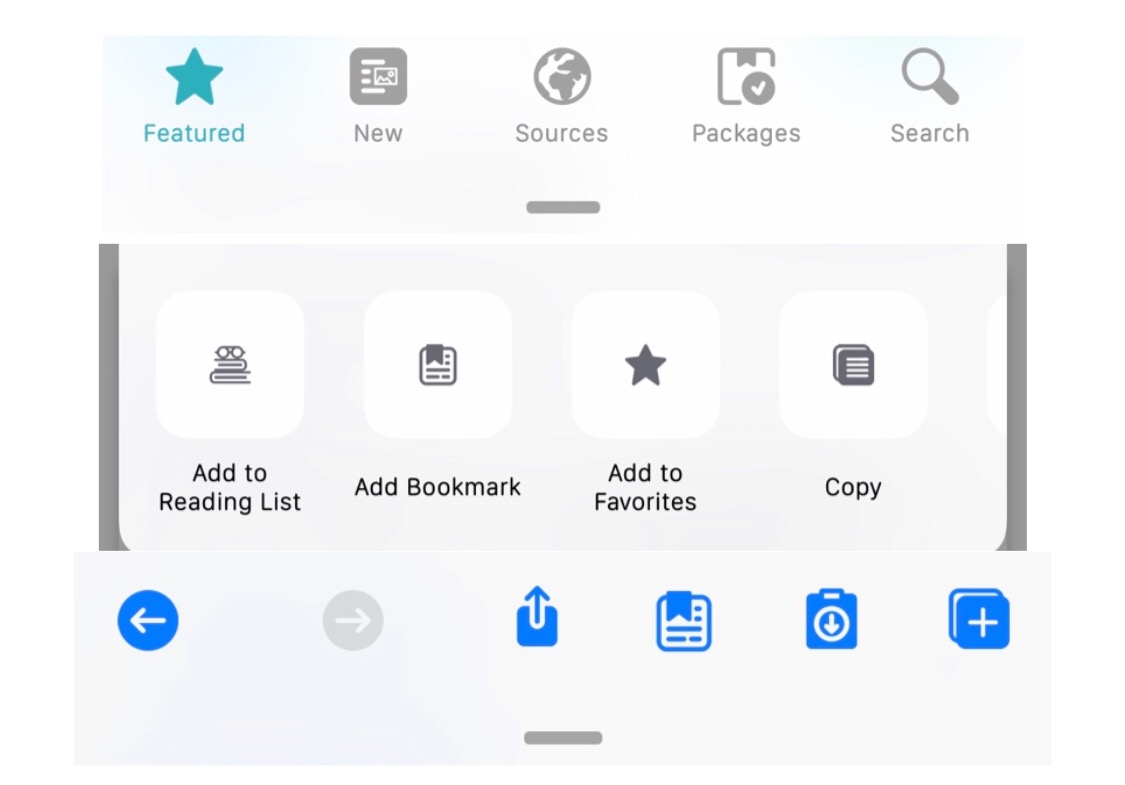 Featured New Sources Packages Search
Add to Add to
Reading List Add Bookmark Favorites Copy